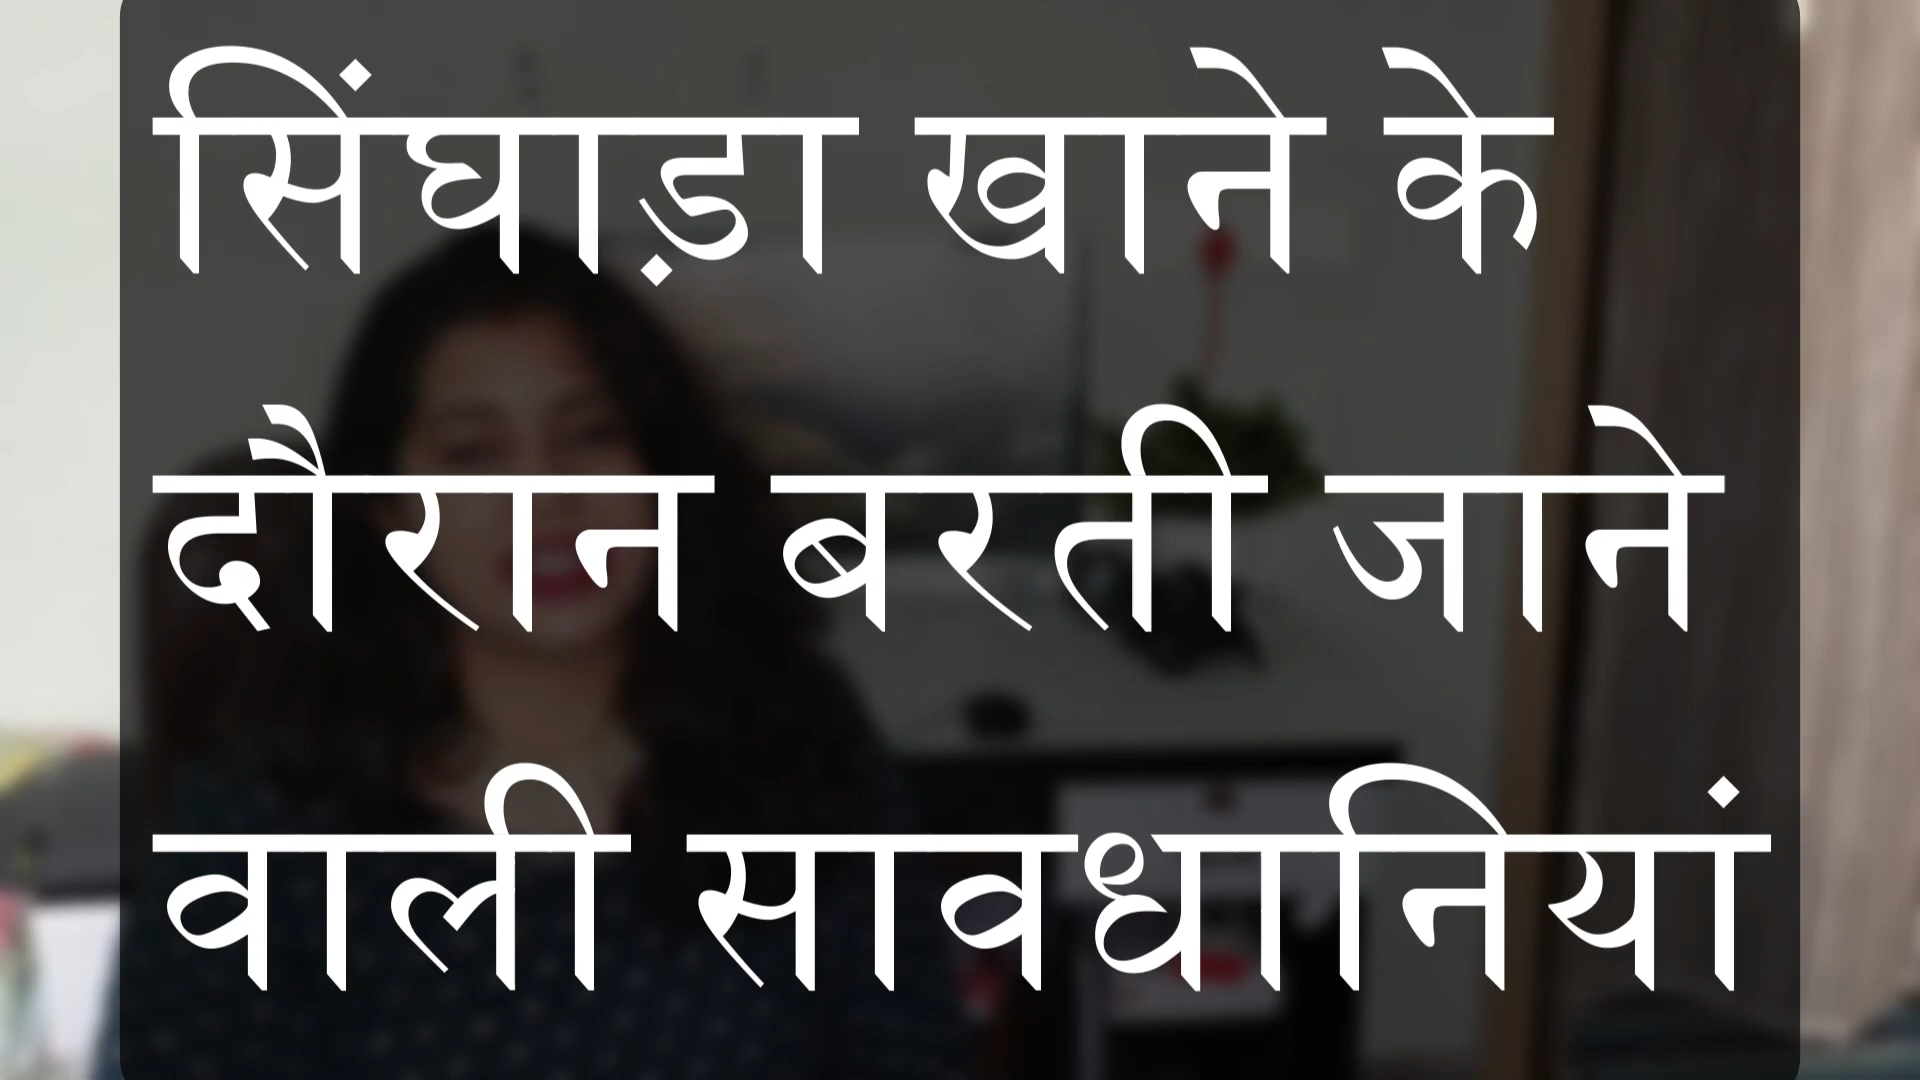 सिंघाड़ा खाने के
दौरान बरती जाने
वाली सावधानियां